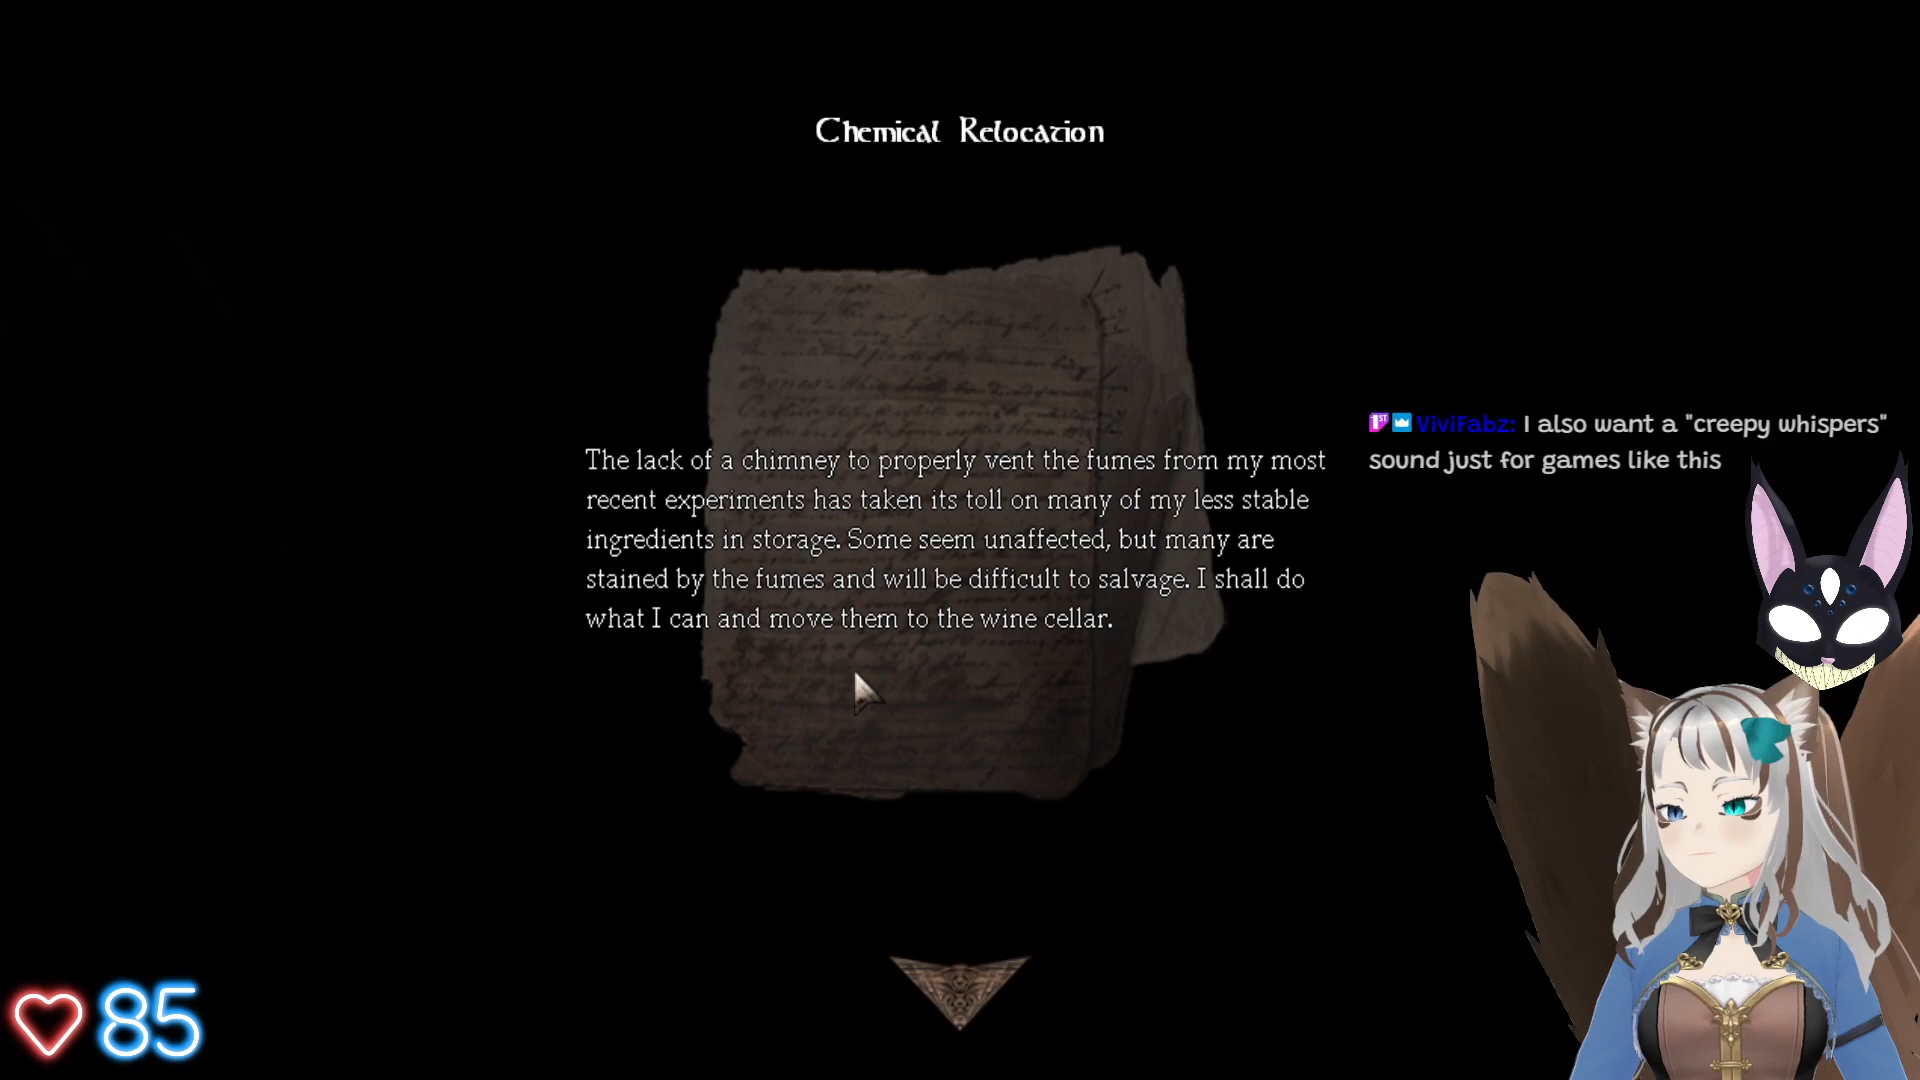 Chemical Relocation
The lack of a chimney to properly vent the fumes from my most
recent experiments has taken its toll on many of my less stable
ingredients in storage. Some seem unaffected, but many are
stained by the fumes and will be difficult to salvage. I shall do
what I can and move them to the wine cellar.
1ST ViviFabz: I also want a "creepy whispers"
sound just for games like this
85